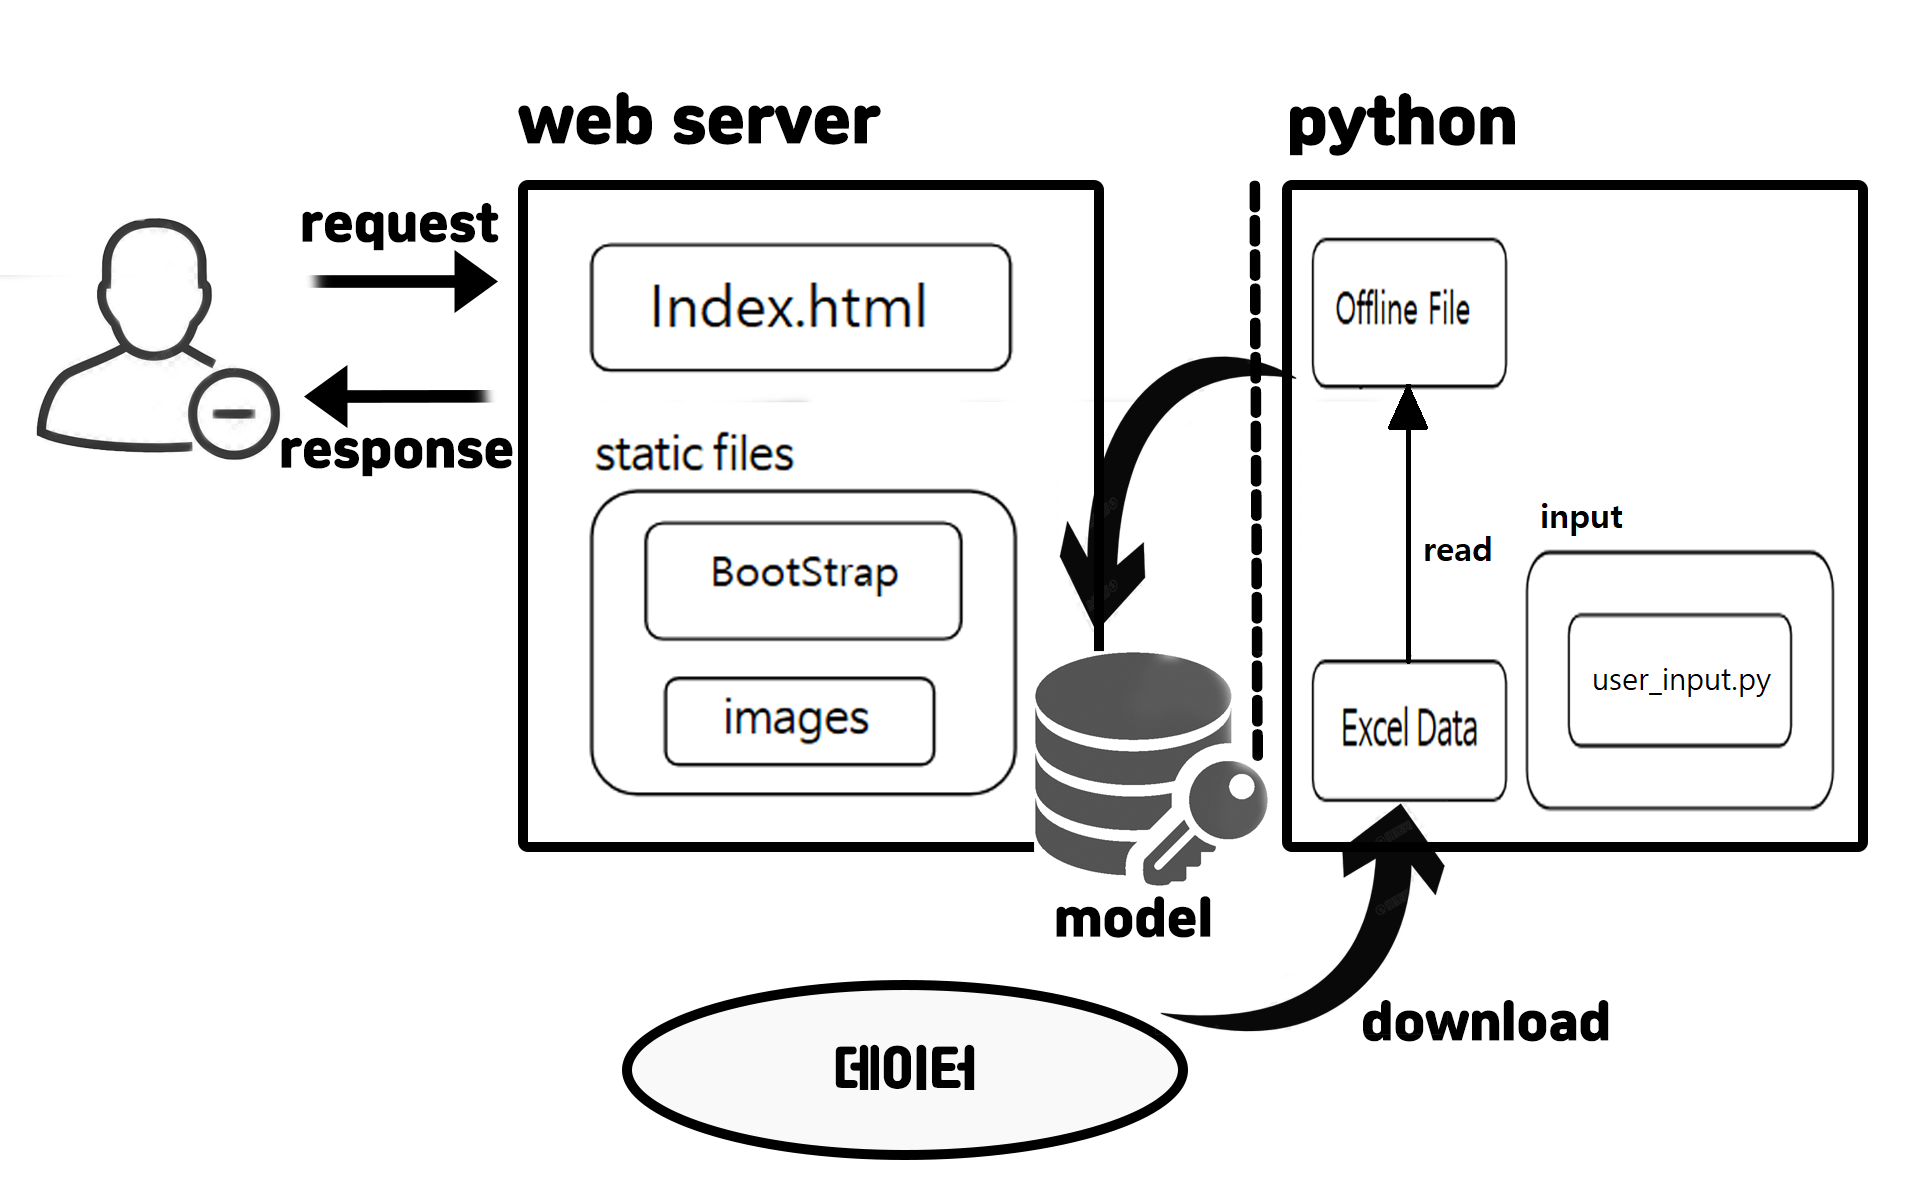 web server
python
request
response
Index.html
static files
BootStrap
images
model
Offline File
read
input
user_input.py
Excel Data
download
데이터